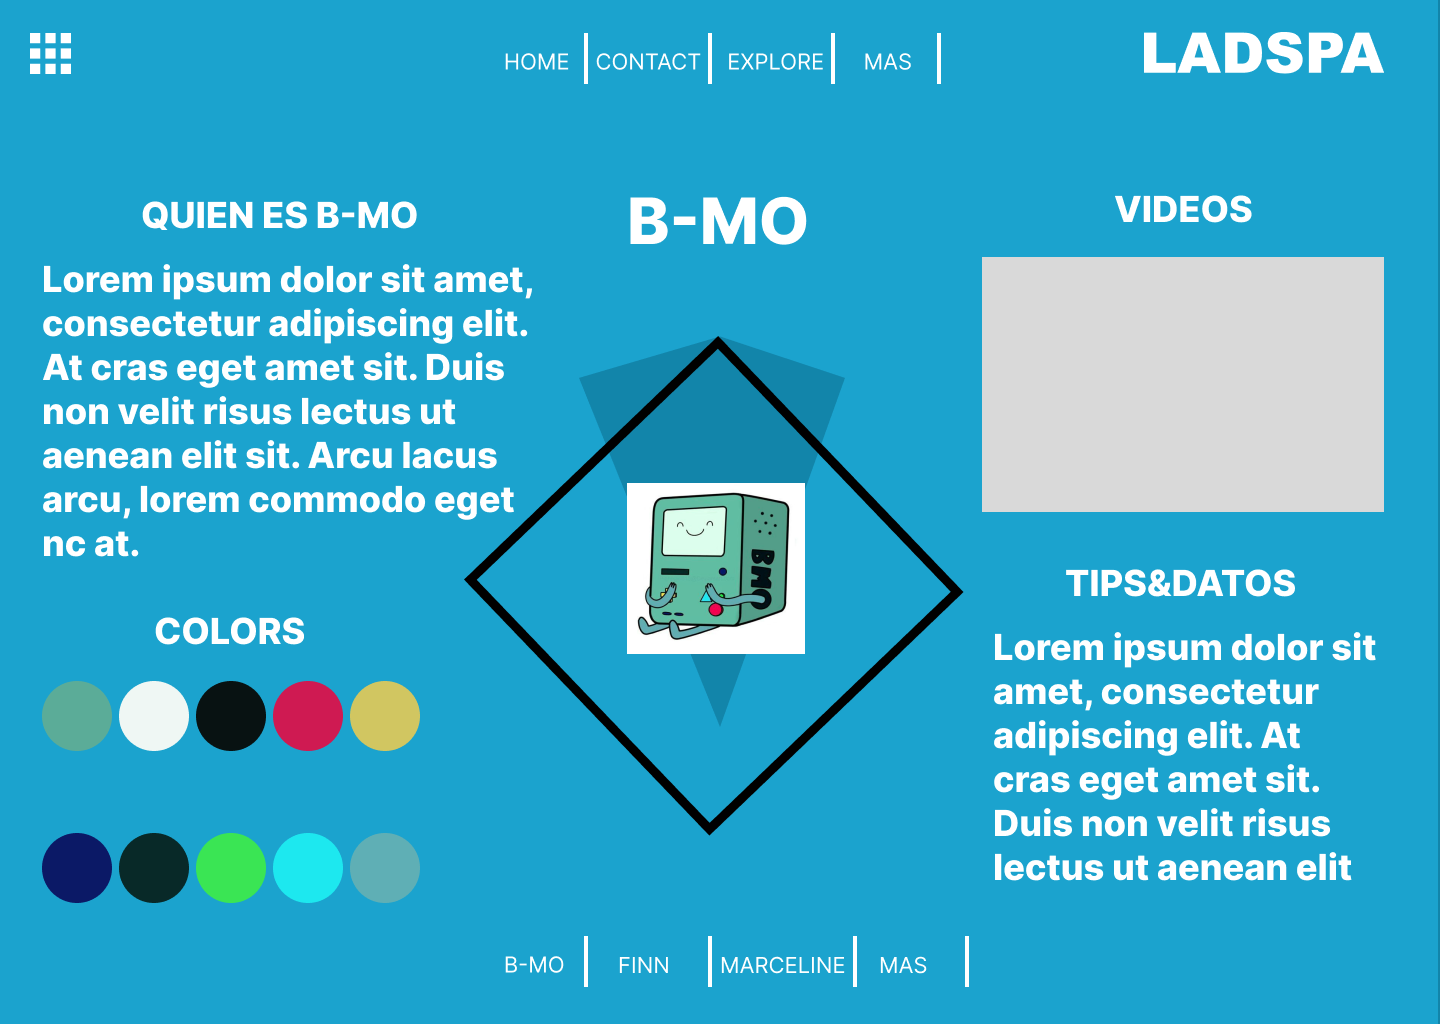 HOME CONTACT EXPLORE MAS
LADSPA
QUIEN ES B-MO
Lorem ipsum dolor sit amet,
consectetur adipiscing elit.
At cras eget amet sit. Duis
non velit risus lectus ut
aenean elit sit. Arcu lacus
arcu, lorem commodo eget
nc at.
COLORS
B-MO
BMO
VIDEOS
TIPS&DATOS
Lorem ipsum dolor sit
amet, consectetur
adipiscing elit. At
cras eget amet sit.
Duis non velit risus
lectus ut aenean elit
B-MO FINN MARCELINE MAS